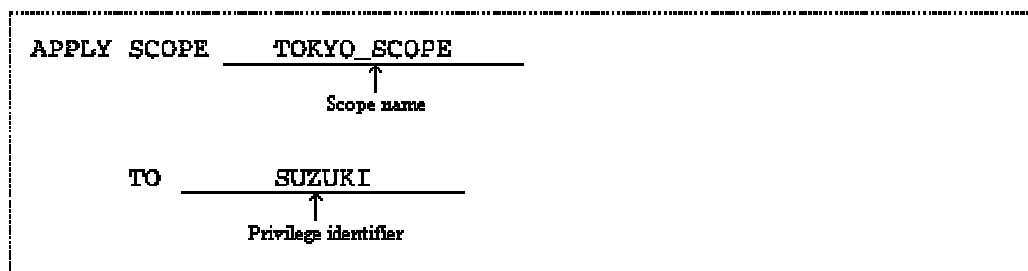 APPLY SCOPE TOKYO_SCOPE
Scope name
TO SUZUKI
Privilege identifier